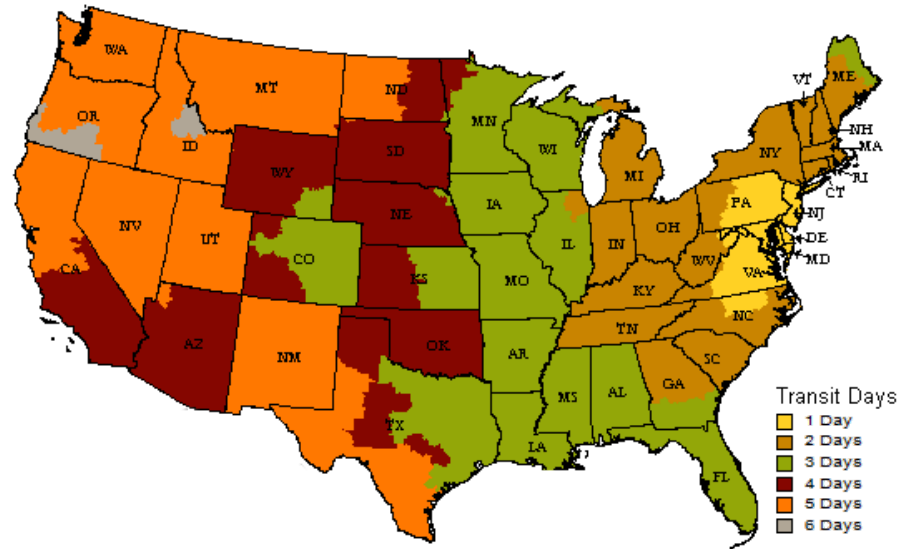 WA
MT
ND
MN
VT
ME
OR
ID
SD
WI
NH
MA
WY
MI
NY
RI
CT
NE
IA
PA
NJ
NV
UT
CO
IL
IN
OH
DE
MD
CA
KS
MO
WV
VA
KY
NC
TN
AZ
NM
OK
AR
SC
GA
MS
AL
TX
LA
FL
Transit Days
1 Day
2 Days
3 Days
4 Days
5 Days
6 Days